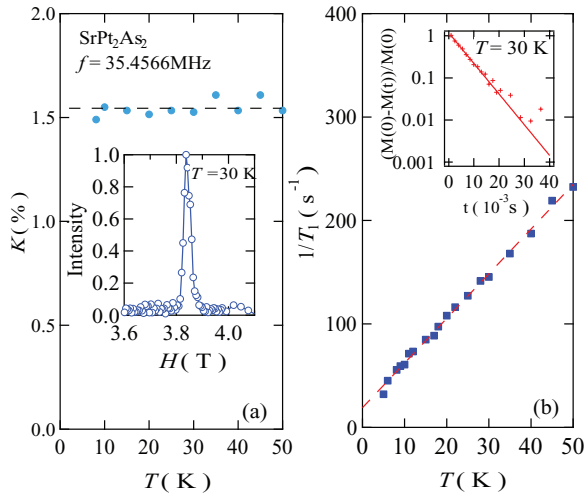 2.0
SrPt₂As₂
f = 35.4566MHz
1.5
K (%)
1.0
0.5
0.0
0 10 20 30 40 50
T ( K )
(a)
T = 30 K
1.0
0.8
0.6
0.4
0.2
0
Intensity
3.6 3.8 4.0
H ( T )
400
300
200
100
0
1/T₁ ( s⁻¹ )
0 10 20 30 40 50
T ( K )
(b)
T = 30 K
1
0.1
0.01
0.001
(M(0)-M(t))/M(0)
0 10 20 30 40
t (10⁻³s)